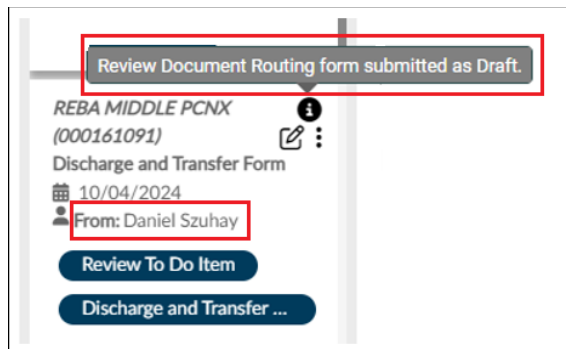 Review Document Routing form submitted as Draft.
REBA MIDDLE PCNX
(000161091)
Discharge and Transfer Form
10/04/2024
From: Daniel Szuhay
Review To Do Item
Discharge and Transfer ...